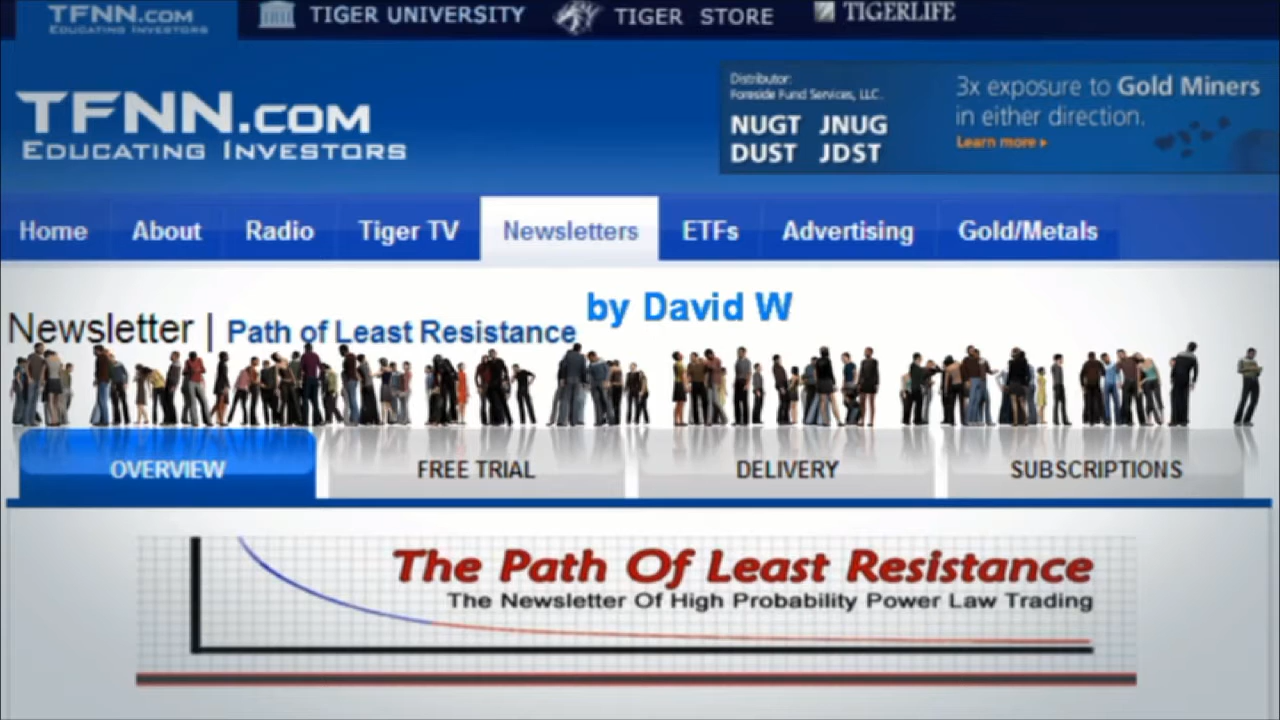 TFNN.COM
EDUCATING INVESTORS
TIGER UNIVERSITY
TIGER STORE
TIGERLIFE
TFNN.COM
EDUCATING INVESTORS
Distributor:
Foreside Fund Services, LLC.
NUGT JNUG
DUST JDST
3x exposure to Gold Miners
in either direction.
Learn more
Home About Radio Tiger TV Newsletters ETFs Advertising Gold/Metals
by David W
Newsletter | Path of Least Resistance
OVERVIEW FREE TRIAL DELIVERY SUBSCRIPTIONS
The Path Of Least Resistance
The Newsletter Of High Probability Power Law Trading